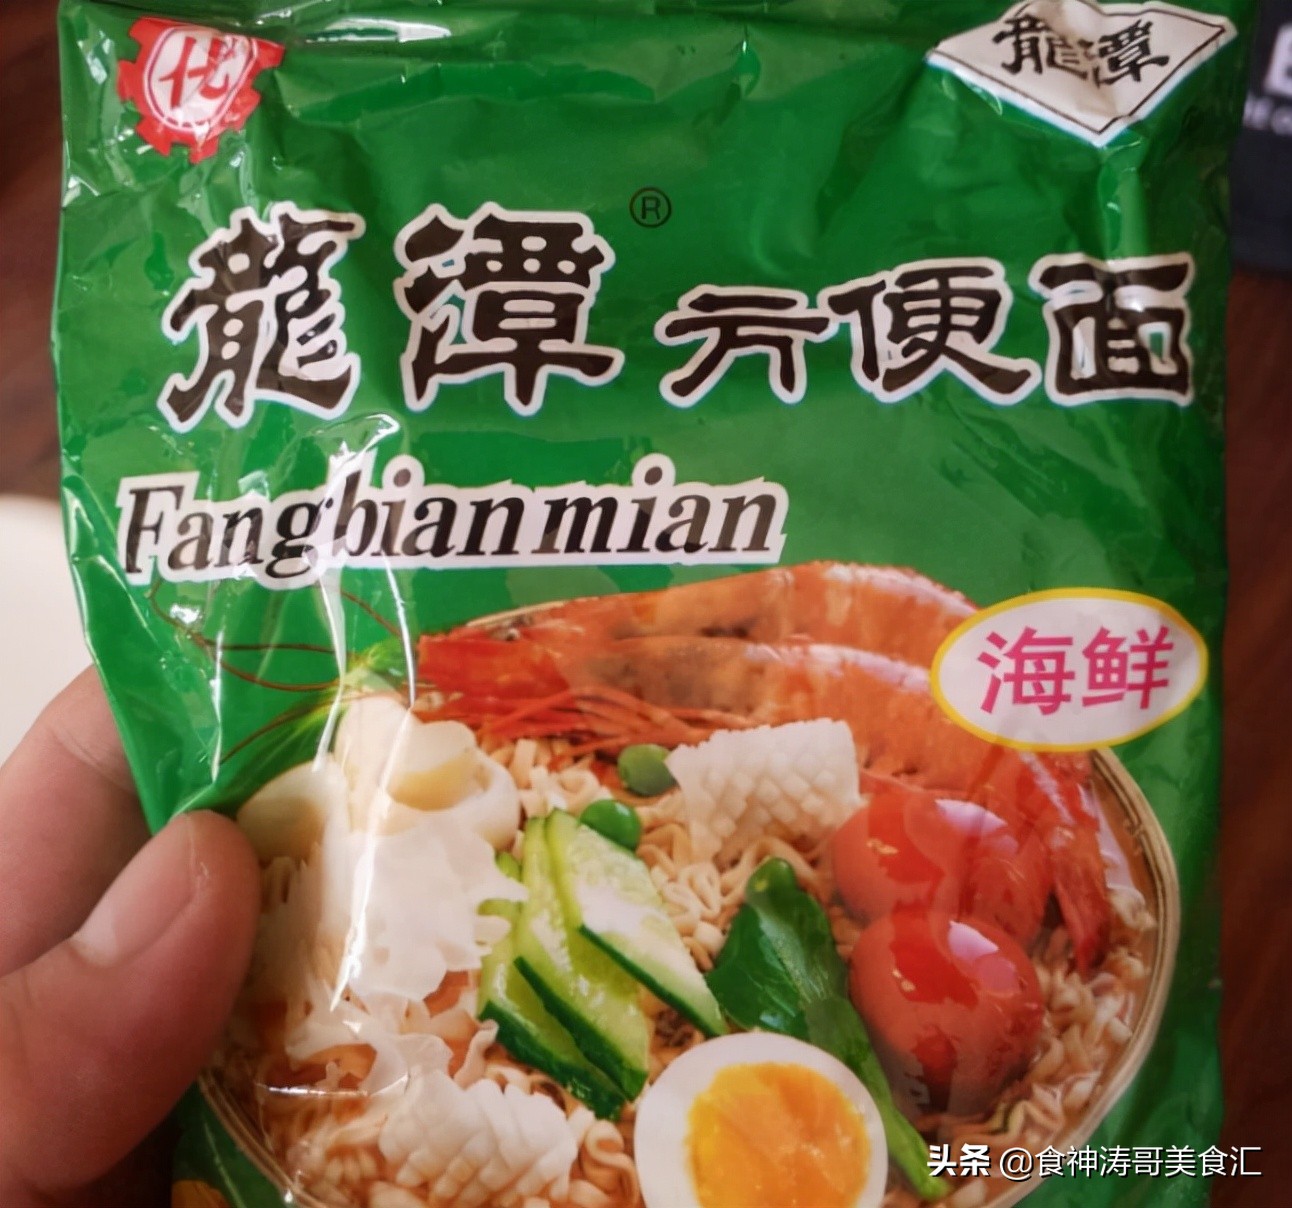 优
龍潭
龍潭®方便面
Fangbianmian
海鲜
头条 @食神涛哥美食汇